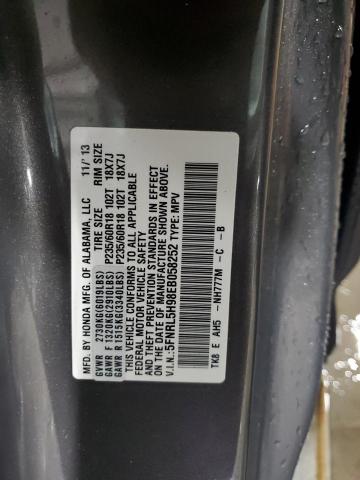 MFD. BY HONDA MFG. OF ALABAMA, LLC 11/'13
GVWR 2730KG(6019LBS) TIRE SIZE RIM SIZE
GAWR F 1320KG(2910LBS) P235/60R18 102T 18X7J
GAWR R 1515KG(3340LBS) P235/60R18 102T 18X7J
THIS VEHICLE CONFORMS TO ALL APPLICABLE
FEDERAL MOTOR VEHICLE SAFETY
AND THEFT PREVENTION STANDARDS IN EFFECT
ON THE DATE OF MANUFACTURE SHOWN ABOVE.
V.I.N.:5FNRL5H98EB058252 TYPE: MPV
TK8 E AH5 -NH777M -C -B